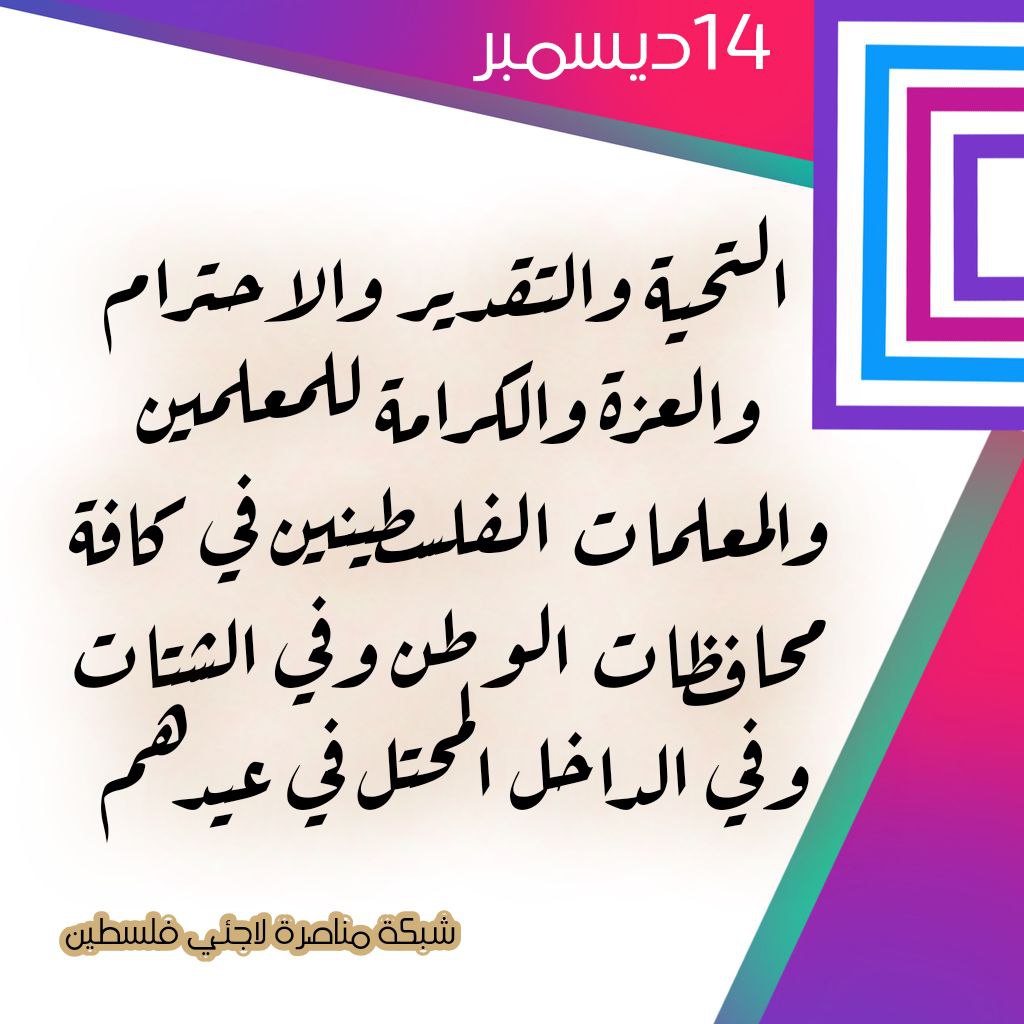 14ديسمبر
التحية والتقدير والاحترام
والعزة والكرامة للمعلمين
والمعلمات الفلسطينين في كافة
محافظات الوطن وفي الشتات
وفي الداخل المحتل في عيدهم
شبكة مناصرة لاجئي فلسطين